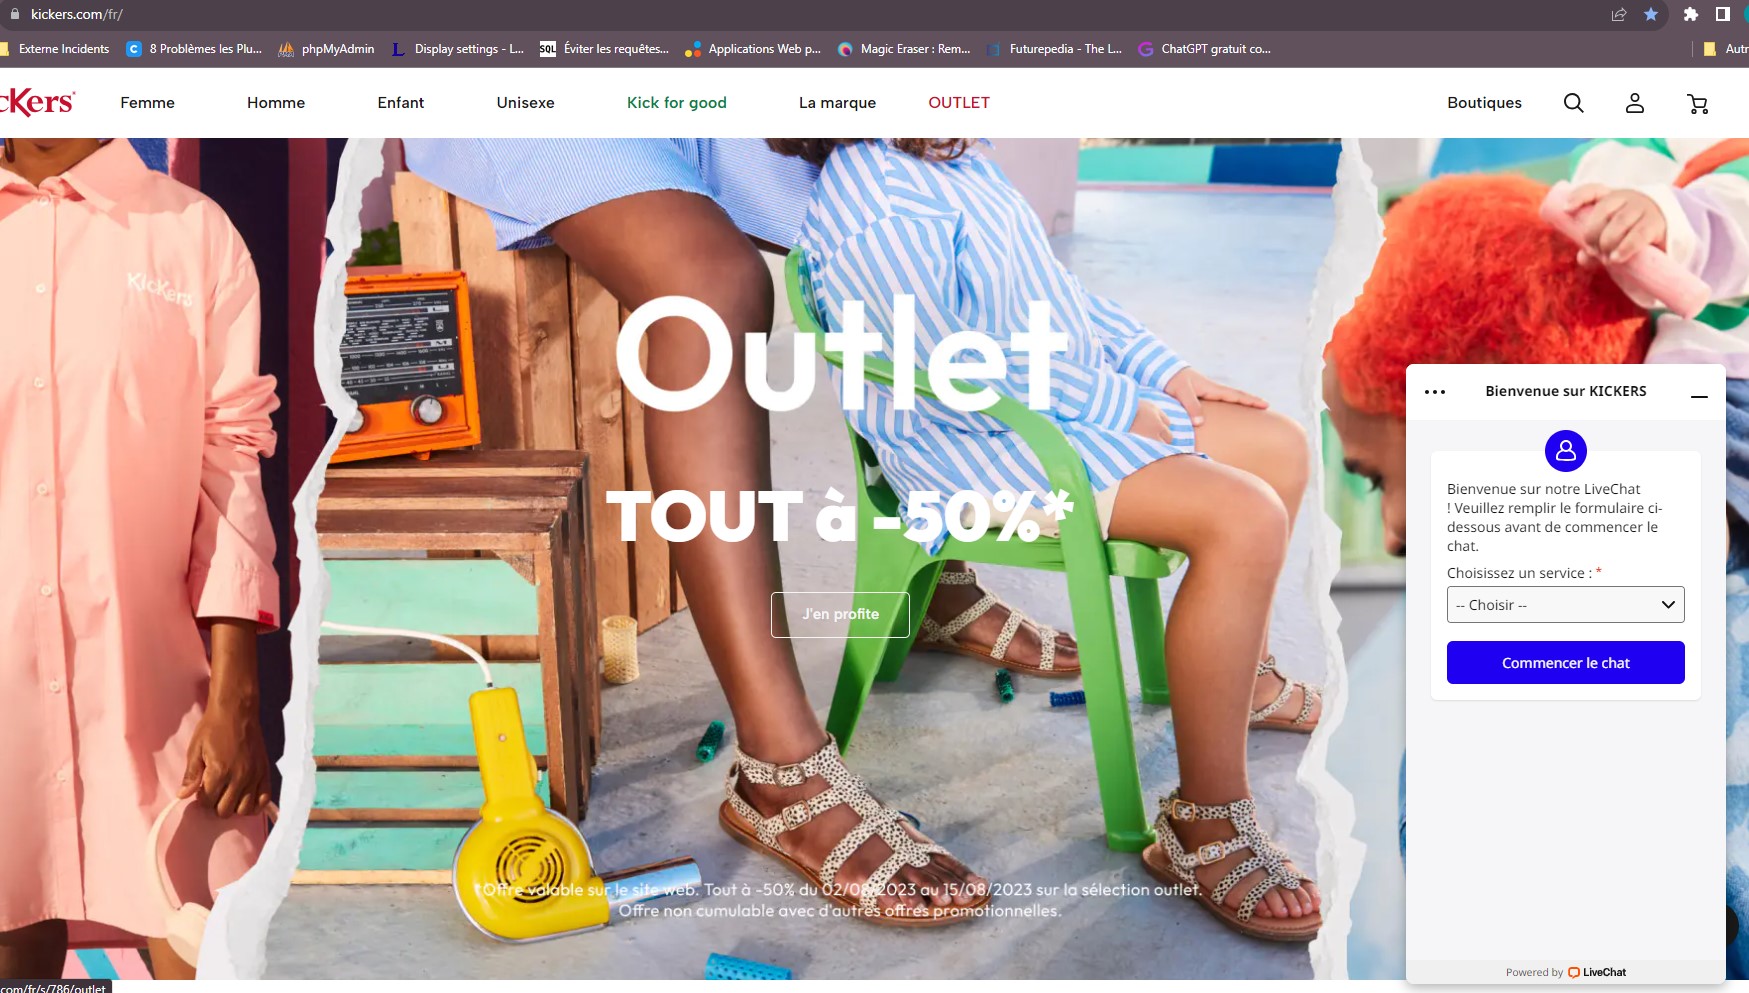 kickers.com/fr/
Externe Incidents
8 Problèmes les Plu...
phpMyAdmin
Display settings - L...
SQL
Éviter les requêtes...
Applications Web p...
Magic Eraser : Rem...
Futurepedia - The L...
ChatGPT gratuit co...
Autr
cKers
Femme
Homme
Enfant
Unisexe
Kick for good
La marque
OUTLET
Boutiques
Kickers
Outlet
TOUT à -50%*
J'en profite
*Offre valable sur le site web. Tout à -50% du 02/08/2023 au 15/08/2023 sur la sélection outlet.
Offre non cumulable avec d'autres offres promotionnelles.
Bienvenue sur KICKERS
Bienvenue sur notre LiveChat
! Veuillez remplir le formulaire ci-
dessous avant de commencer le
chat.
Choisissez un service : *
-- Choisir --
Commencer le chat
Powered by LiveChat
com/fr/s/786/outlet